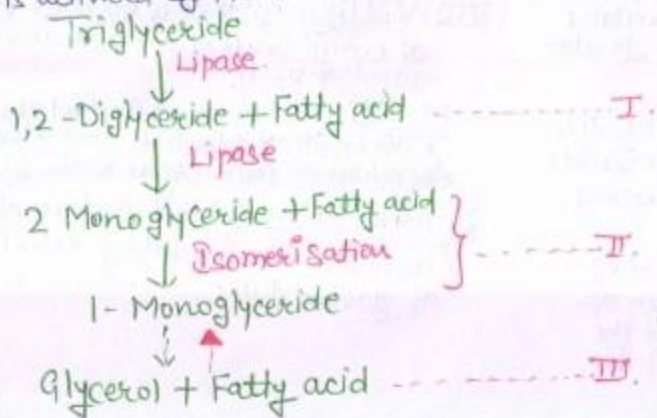 Triglyceride
Lipase
1,2-Diglyceride + Fatty acid ---------- I.
Lipase
2 Monoglyceride + Fatty acid
Isomerisation ------- II.
1-Monoglyceride
Glycerol + Fatty acid ---------- III.